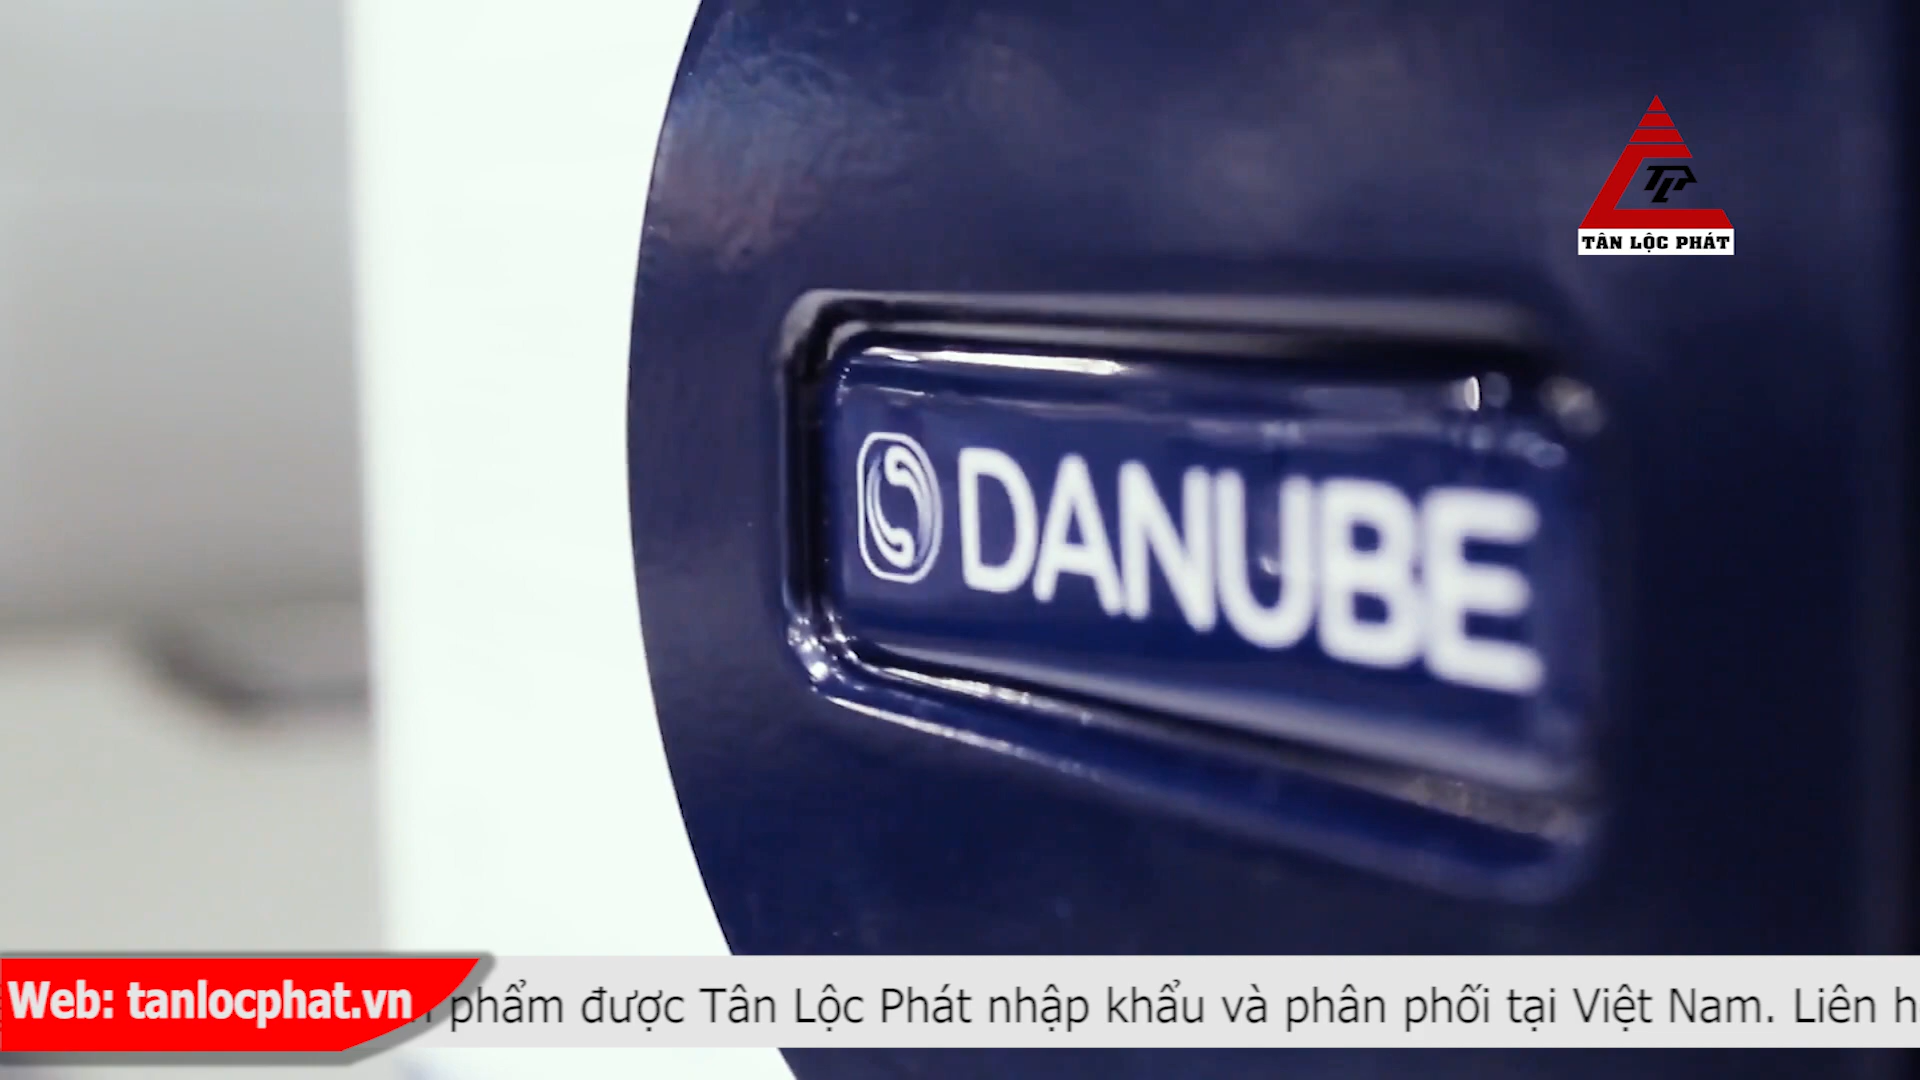 TÂN LỘC PHÁT
DANUBE
Web: tanlocphat.vn
phẩm được Tân Lộc Phát nhập khẩu và phân phối tại Việt Nam. Liên h